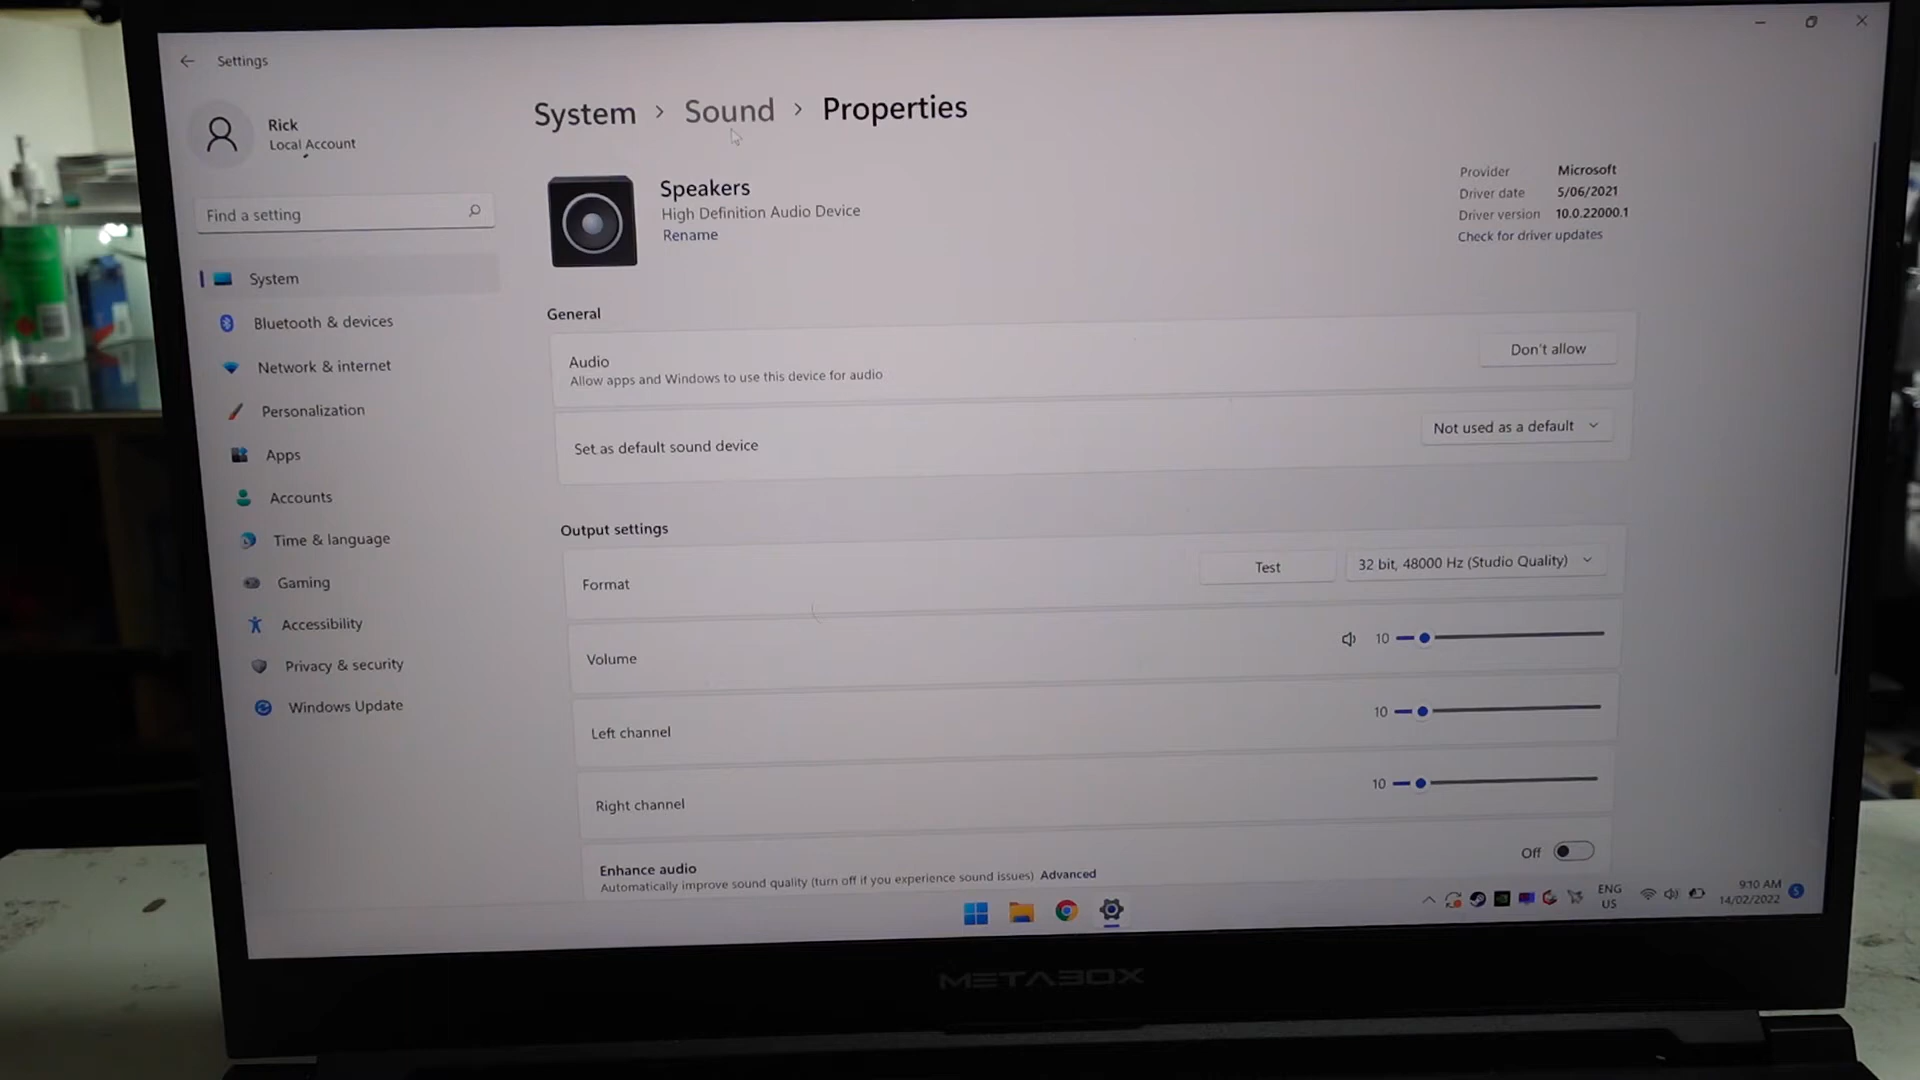 Settings
Rick
Local Account
Find a setting
System
Bluetooth & devices
Network & internet
Personalization
Apps
Accounts
Time & language
Gaming
Accessibility
Privacy & security
Windows Update
System > Sound > Properties
Speakers
High Definition Audio Device
Rename
Provider Microsoft
Driver date 5/06/2021
Driver version 10.0.22000.1
Check for driver updates
General
Audio
Allow apps and Windows to use this device for audio
Don't allow
Set as default sound device
Not used as a default
Output settings
Format
Test
32 bit, 48000 Hz (Studio Quality)
Volume
10
Left channel
10
Right channel
10
Enhance audio
Automatically improve sound quality (turn off if you experience sound issues) Advanced
Off
ENG
US
9:10 AM
14/02/2022
5
METABOX